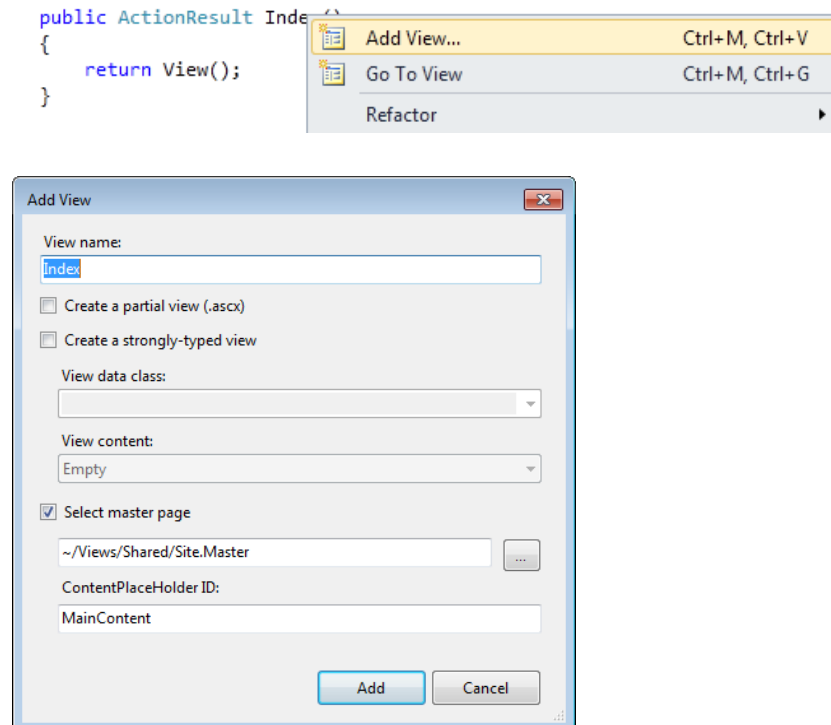 public ActionResult Index()
{
return View();
}
Add View... Ctrl+M, Ctrl+V
Go To View Ctrl+M, Ctrl+G
Refactor
Add View
View name:
Index
Create a partial view (.ascx)
Create a strongly-typed view
View data class:
View content:
Empty
Select master page
~/Views/Shared/Site.Master
...
ContentPlaceHolder ID:
MainContent
Add Cancel